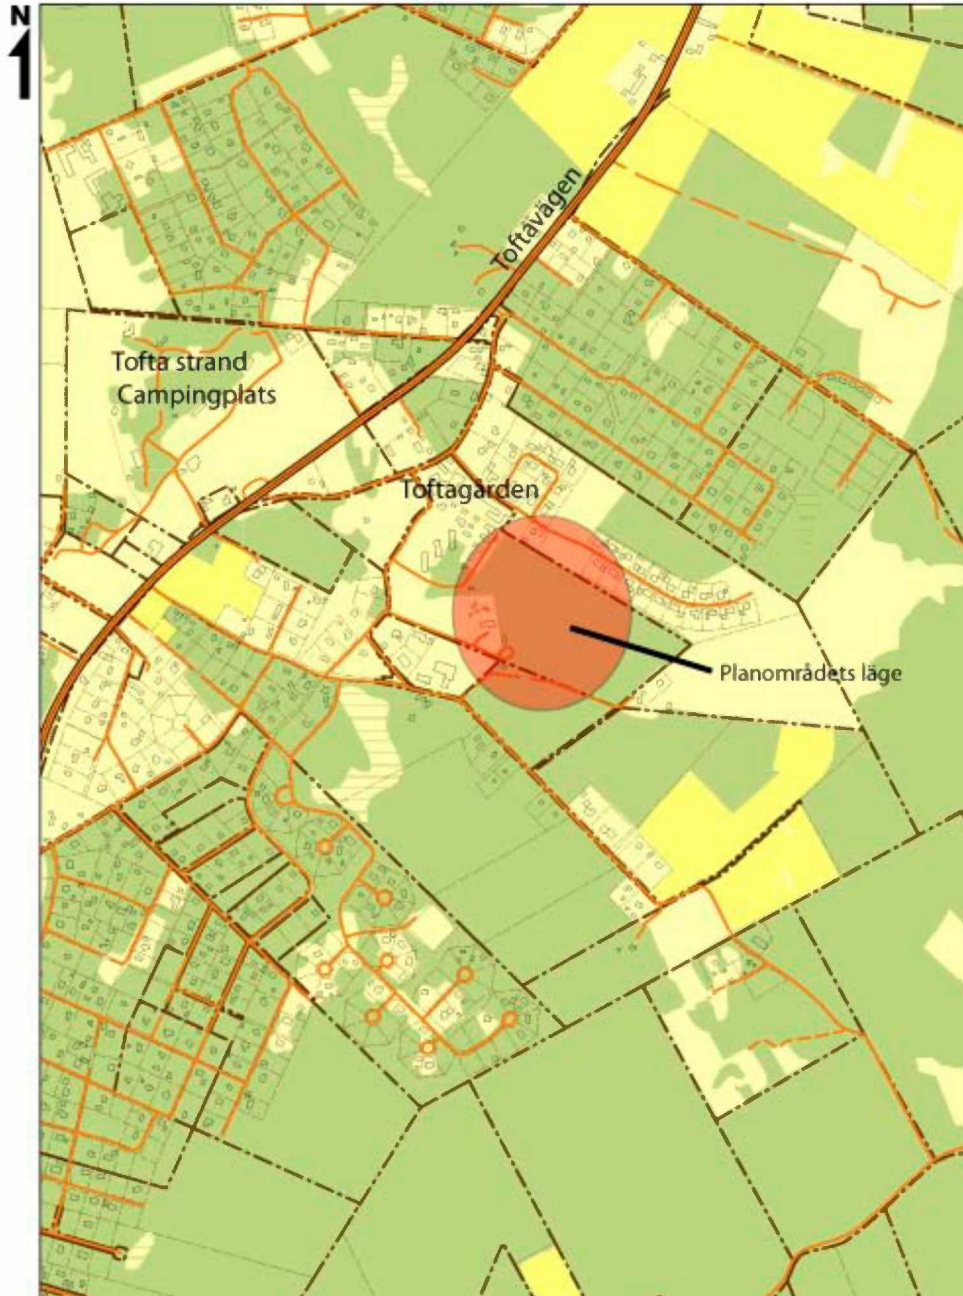 N
Toftavägen
Tofta strand
Campingplats
Toftagården
Planområdets läge